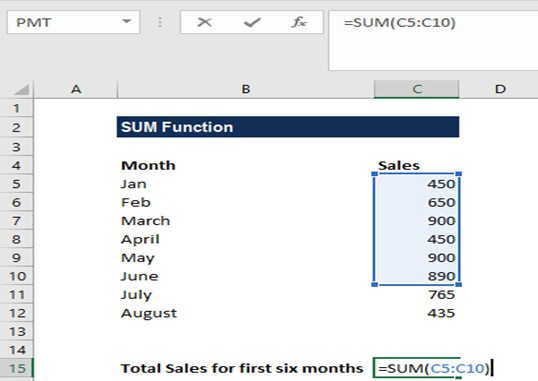 PMT =SUM(C5:C10)
A B C D
1
2 SUM Function
3
4 Month Sales
5 Jan 450
6 Feb 650
7 March 900
8 April 450
9 May 900
10 June 890
11 July 765
12 August 435
13
14
15 Total Sales for first six months =SUM(C5:C10)